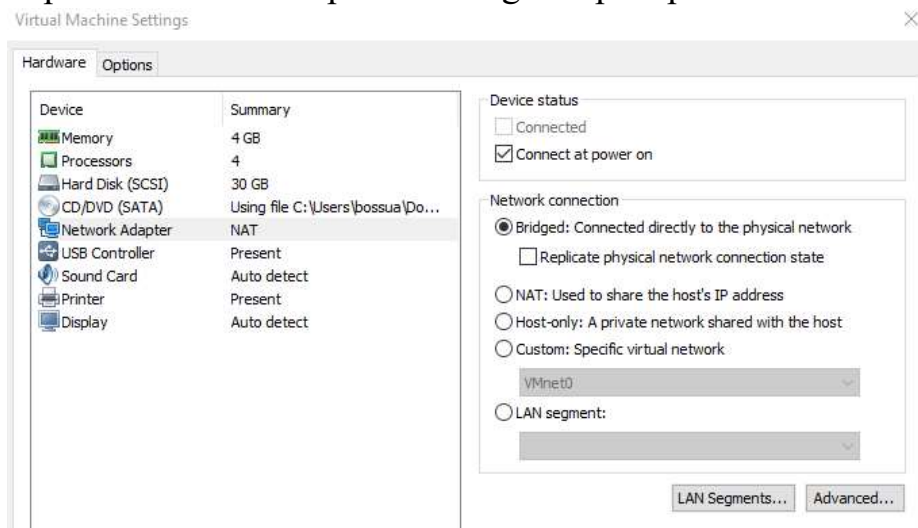 Virtual Machine Settings
Hardware Options
Device Summary
Memory 4 GB
Processors 4
Hard Disk (SCSI) 30 GB
CD/DVD (SATA) Using file C:\Users\bossua\Do...
Network Adapter NAT
USB Controller Present
Sound Card Auto detect
Printer Present
Display Auto detect
Device status
Connected
Connect at power on
Network connection
Bridged: Connected directly to the physical network
Replicate physical network connection state
NAT: Used to share the host's IP address
Host-only: A private network shared with the host
Custom: Specific virtual network
VMnet0
LAN segment:
LAN Segments... Advanced...